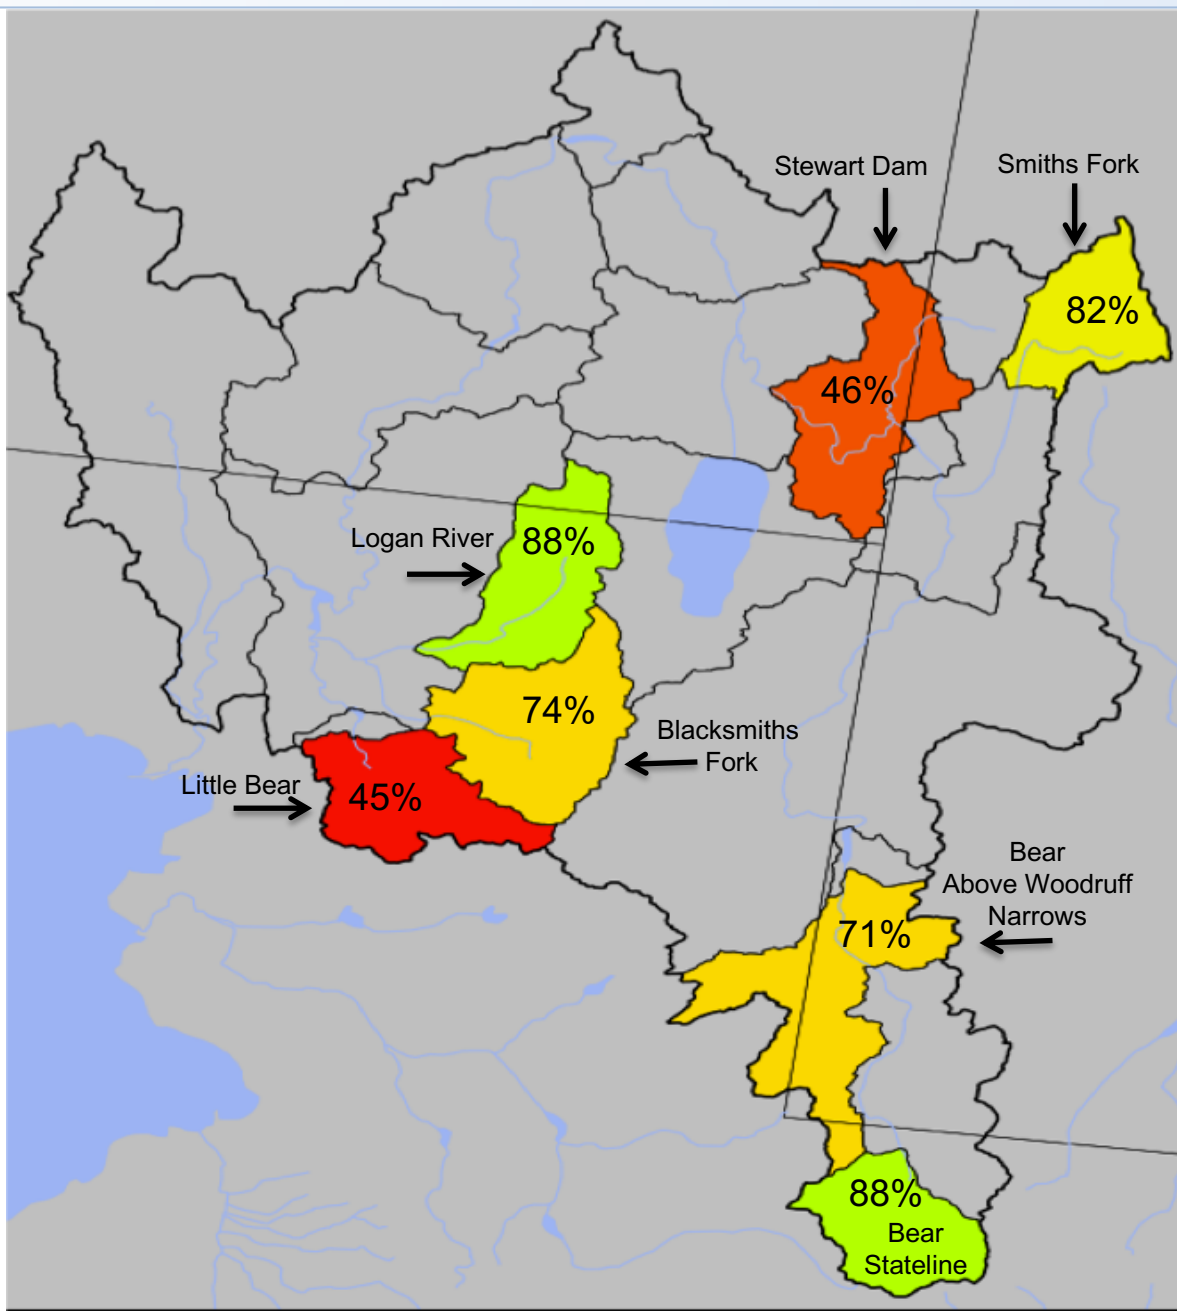 Stewart Dam
Smiths Fork
82%
46%
Logan River
88%
74%
Blacksmiths
Fork
Little Bear
45%
Bear
Above Woodruff
Narrows
71%
88%
Bear
Stateline